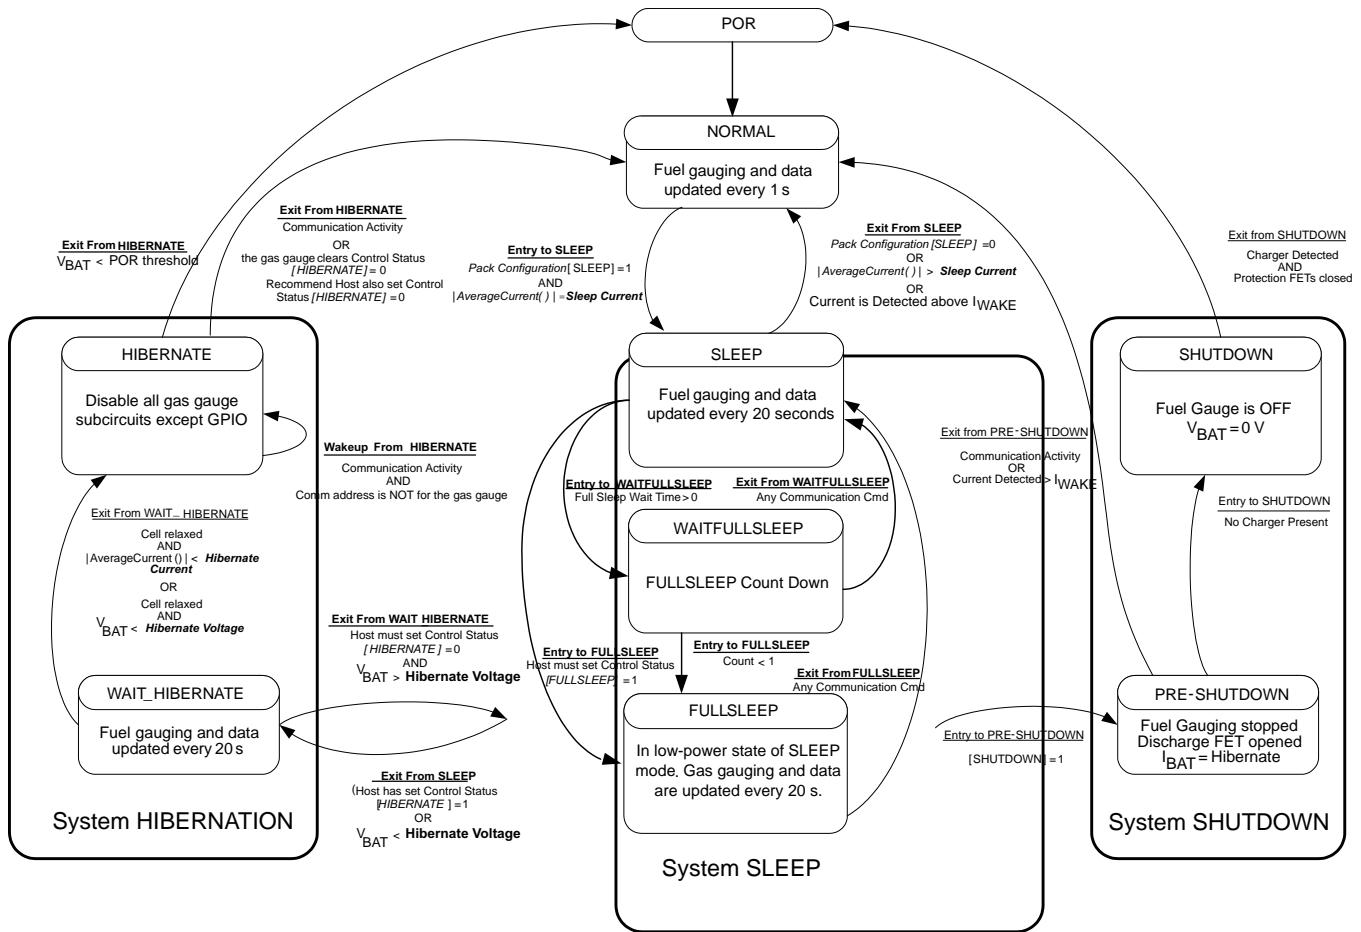 POR
NORMAL
Fuel gauging and data
updated every 1 s
Exit From HIBERNATE
V BAT < POR threshold
Exit From HIBERNATE
Communication Activity
OR
the gas gauge clears Control Status
[HIBERNATE] = 0
Recommend Host also set Control
Status [HIBERNATE] = 0
Entry to SLEEP
Pack Configuration [ SLEEP] = 1
AND
| AverageCurrent( ) | = Sleep Current
Exit From SLEEP
Pack Configuration [SLEEP] = 0
OR
| AverageCurrent( ) | > Sleep Current
OR
Current is Detected above I WAKE
Exit from SHUTDOWN
Charger Detected
AND
Protection FETs closed
HIBERNATE
Disable all gas gauge
subcircuits except GPIO
Wakeup From HIBERNATE
Communication Activity
AND
Comm address is NOT for the gas gauge
Exit From WAIT_ HIBERNATE
Cell relaxed
AND
| AverageCurrent () | < Hibernate
Current
OR
Cell relaxed
AND
V BAT < Hibernate Voltage
WAIT_HIBERNATE
Fuel gauging and data
updated every 20 s
System HIBERNATION
Exit From WAIT HIBERNATE
Host must set Control Status
[HIBERNATE ] = 0
AND
V BAT > Hibernate Voltage
Exit From SLEEP
(Host has set Control Status
[HIBERNATE ] = 1
OR
V BAT < Hibernate Voltage
SLEEP
Fuel gauging and data
updated every 20 seconds
Entry to WAITFULLSLEEP
Full Sleep Wait Time > 0
Exit From WAITFULLSLEEP
Any Communication Cmd
WAITFULLSLEEP
FULLSLEEP Count Down
Entry to FULLSLEEP
Host must set Control Status
[FULLSLEEP] = 1
Entry to FULLSLEEP
Count < 1
Exit From FULLSLEEP
Any Communication Cmd
FULLSLEEP
In low-power state of SLEEP
mode. Gas gauging and data
are updated every 20 s.
System SLEEP
Exit from PRE-SHUTDOWN
Communication Activity
OR
Current Detected > I WAKE
Entry to PRE-SHUTDOWN
[SHUTDOWN] = 1
SHUTDOWN
Fuel Gauge is OFF
V BAT = 0 V
Entry to SHUTDOWN
No Charger Present
PRE-SHUTDOWN
Fuel Gauging stopped
Discharge FET opened
I BAT = Hibernate
System SHUTDOWN